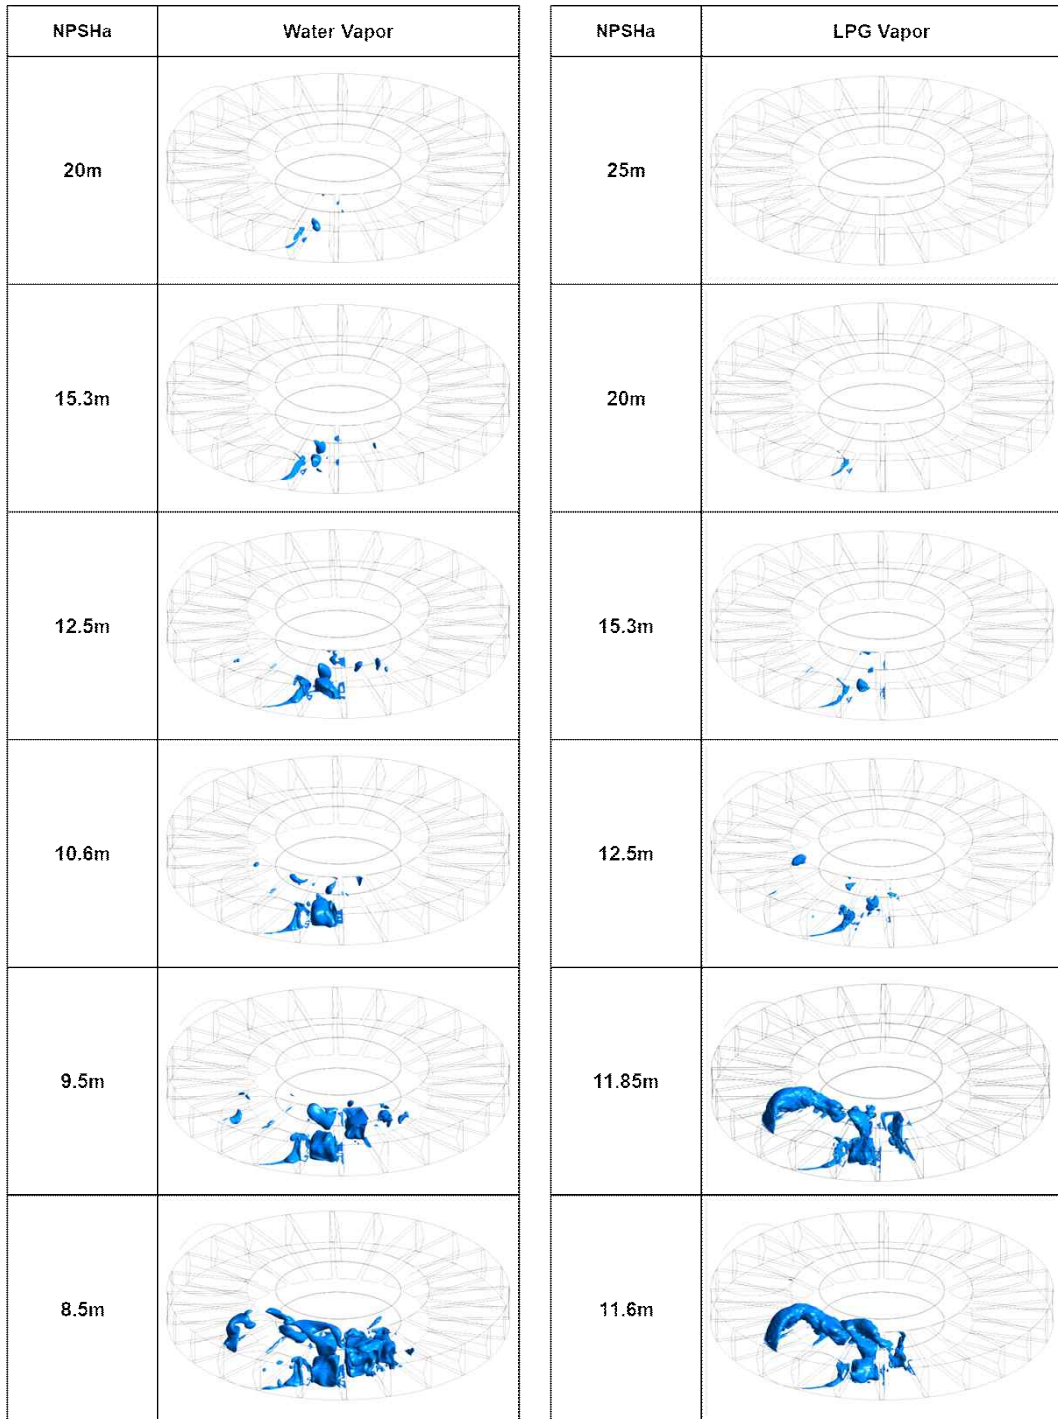 NPSHa Water Vapor NPSHa LPG Vapor
20m 25m
15.3m 20m
12.5m 15.3m
10.6m 12.5m
9.5m 11.85m
8.5m 11.6m